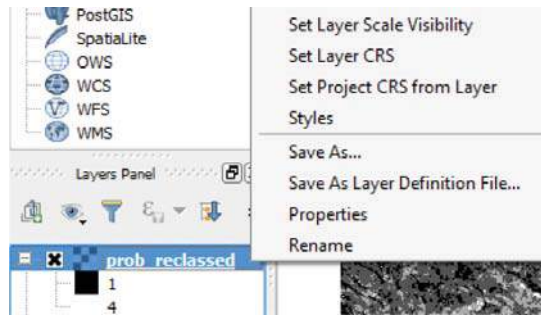 PostGIS
SpatiaLite
OWS
WCS
WFS
WMS
Layers Panel
prob_reclassed
1
4
Set Layer Scale Visibility
Set Layer CRS
Set Project CRS from Layer
Styles
Save As...
Save As Layer Definition File...
Properties
Rename